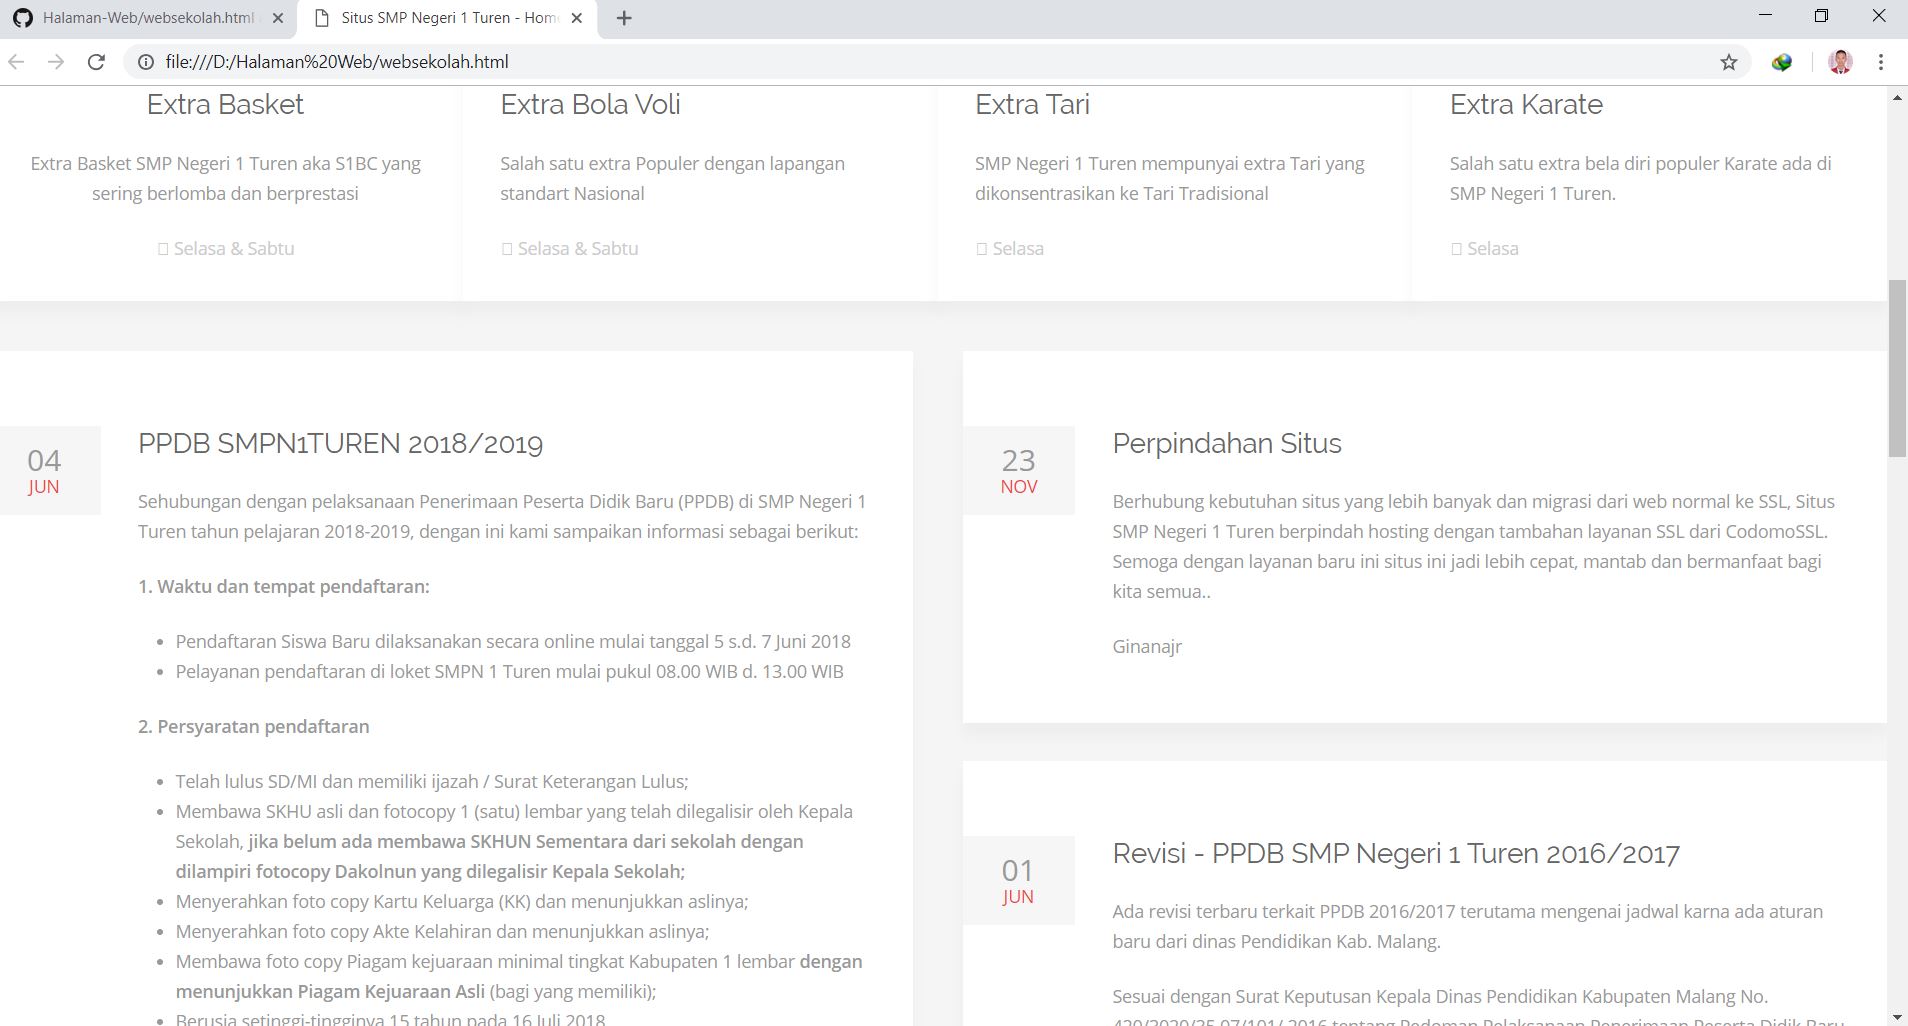 Halaman-Web/websekolah.html
Situs SMP Negeri 1 Turen - Hom
file:///D:/Halaman%20Web/websekolah.html
Extra Basket
Extra Basket SMP Negeri 1 Turen aka S1BC yang
sering berlomba dan berprestasi
Selasa & Sabtu
Extra Bola Voli
Salah satu extra Populer dengan lapangan
standart Nasional
Selasa & Sabtu
Extra Tari
SMP Negeri 1 Turen mempunyai extra Tari yang
dikonsentrasikan ke Tari Tradisional
Selasa
Extra Karate
Salah satu extra bela diri populer Karate ada di
SMP Negeri 1 Turen.
Selasa
04
JUN
PPDB SMPN1TUREN 2018/2019
Sehubungan dengan pelaksanaan Penerimaan Peserta Didik Baru (PPDB) di SMP Negeri 1
Turen tahun pelajaran 2018-2019, dengan ini kami sampaikan informasi sebagai berikut:
1. Waktu dan tempat pendaftaran:
• Pendaftaran Siswa Baru dilaksanakan secara online mulai tanggal 5 s.d. 7 Juni 2018
• Pelayanan pendaftaran di loket SMPN 1 Turen mulai pukul 08.00 WIB d. 13.00 WIB
2. Persyaratan pendaftaran
• Telah lulus SD/MI dan memiliki ijazah / Surat Keterangan Lulus;
• Membawa SKHU asli dan fotocopy 1 (satu) lembar yang telah dilegalisir oleh Kepala
Sekolah, jika belum ada membawa SKHUN Sementara dari sekolah dengan
dilampiri fotocopy Dakolnun yang dilegalisir Kepala Sekolah;
• Menyerahkan foto copy Kartu Keluarga (KK) dan menunjukkan aslinya;
• Menyerahkan foto copy Akte Kelahiran dan menunjukkan aslinya;
• Membawa foto copy Piagam kejuaraan minimal tingkat Kabupaten 1 lembar dengan
menunjukkan Piagam Kejuaraan Asli (bagi yang memiliki);
• Berusia setinggi-tingginya 15 tahun pada 16 Juli 2018
23
NOV
Perpindahan Situs
Berhubung kebutuhan situs yang lebih banyak dan migrasi dari web normal ke SSL, Situs
SMP Negeri 1 Turen berpindah hosting dengan tambahan layanan SSL dari CodomoSSL.
Semoga dengan layanan baru ini situs ini jadi lebih cepat, mantab dan bermanfaat bagi
kita semua..
Ginanajr
01
JUN
Revisi - PPDB SMP Negeri 1 Turen 2016/2017
Ada revisi terbaru terkait PPDB 2016/2017 terutama mengenai jadwal karna ada aturan
baru dari dinas Pendidikan Kab. Malang.
Sesuai dengan Surat Keputusan Kepala Dinas Pendidikan Kabupaten Malang No.
2016 tentang Pedoman Pelaksanaan Penerimaan Peserta Didik Baru